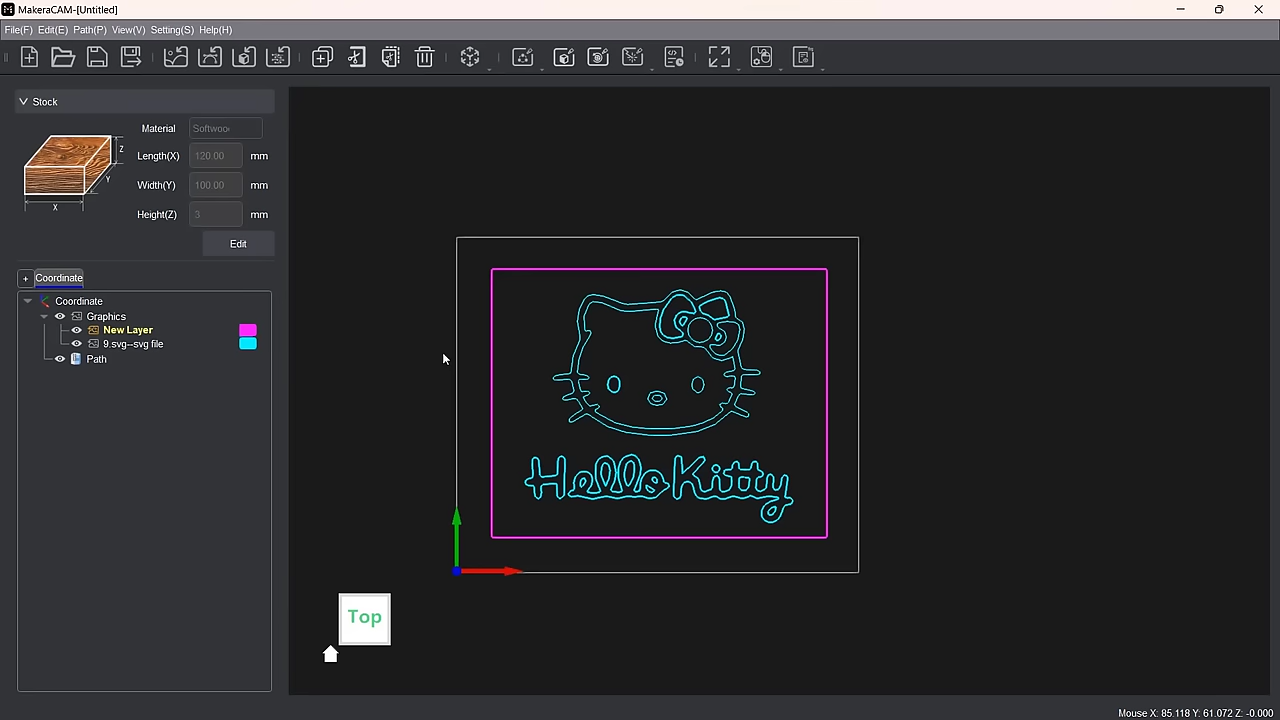 MakeraCAM-[Untitled]
File(F) Edit(E) Path(P) View(V) Setting(S) Help(H)
Stock
Material
Softwoo
Length(X) 120.00 mm
Width(Y) 100.00 mm
Height(Z) 3 mm
Z
Y
X
Edit
+ Coordinate
Coordinate
Graphics
New Layer
9.svg--svg file
Path
Hello Kitty
Top
Mouse X: 85.118 Y: 61.072 Z: -0.000